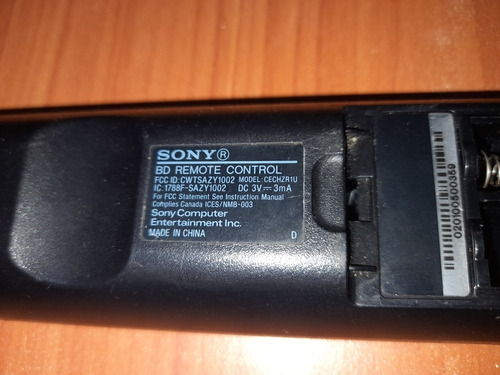 SONY®
BD REMOTE CONTROL
FCC ID: CWTSAZY1002 MODEL: CECHZR1U
IC: 1788F-SAZY1002 DC 3V⎓3mA
For FCC Statement See Instruction Manual
Complies Canada ICES/NMB-003
Sony Computer
Entertainment Inc.
MADE IN CHINA D
020100500359